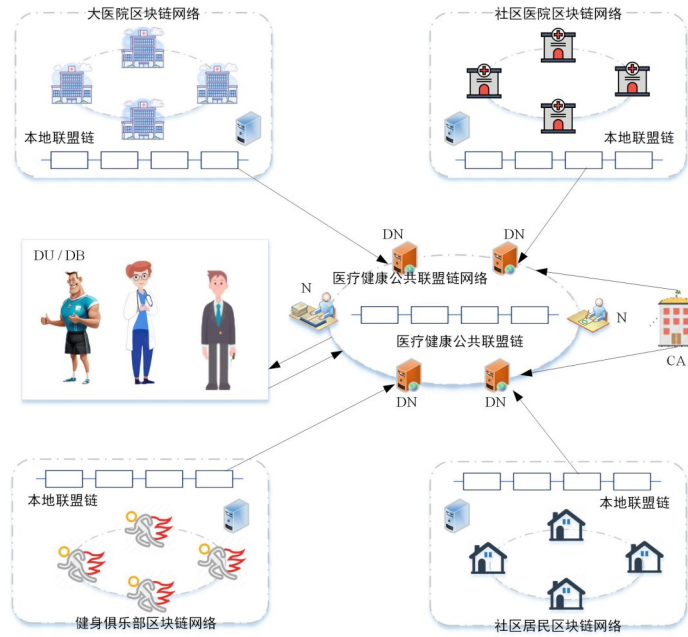 大医院区块链网络
社区医院区块链网络
本地联盟链
本地联盟链
DN
DN
DU / DB
医疗健康公共联盟链网络
N
N
医疗健康公共联盟链
CA
DN
DN
本地联盟链
本地联盟链
健身俱乐部区块链网络
社区居民区块链网络